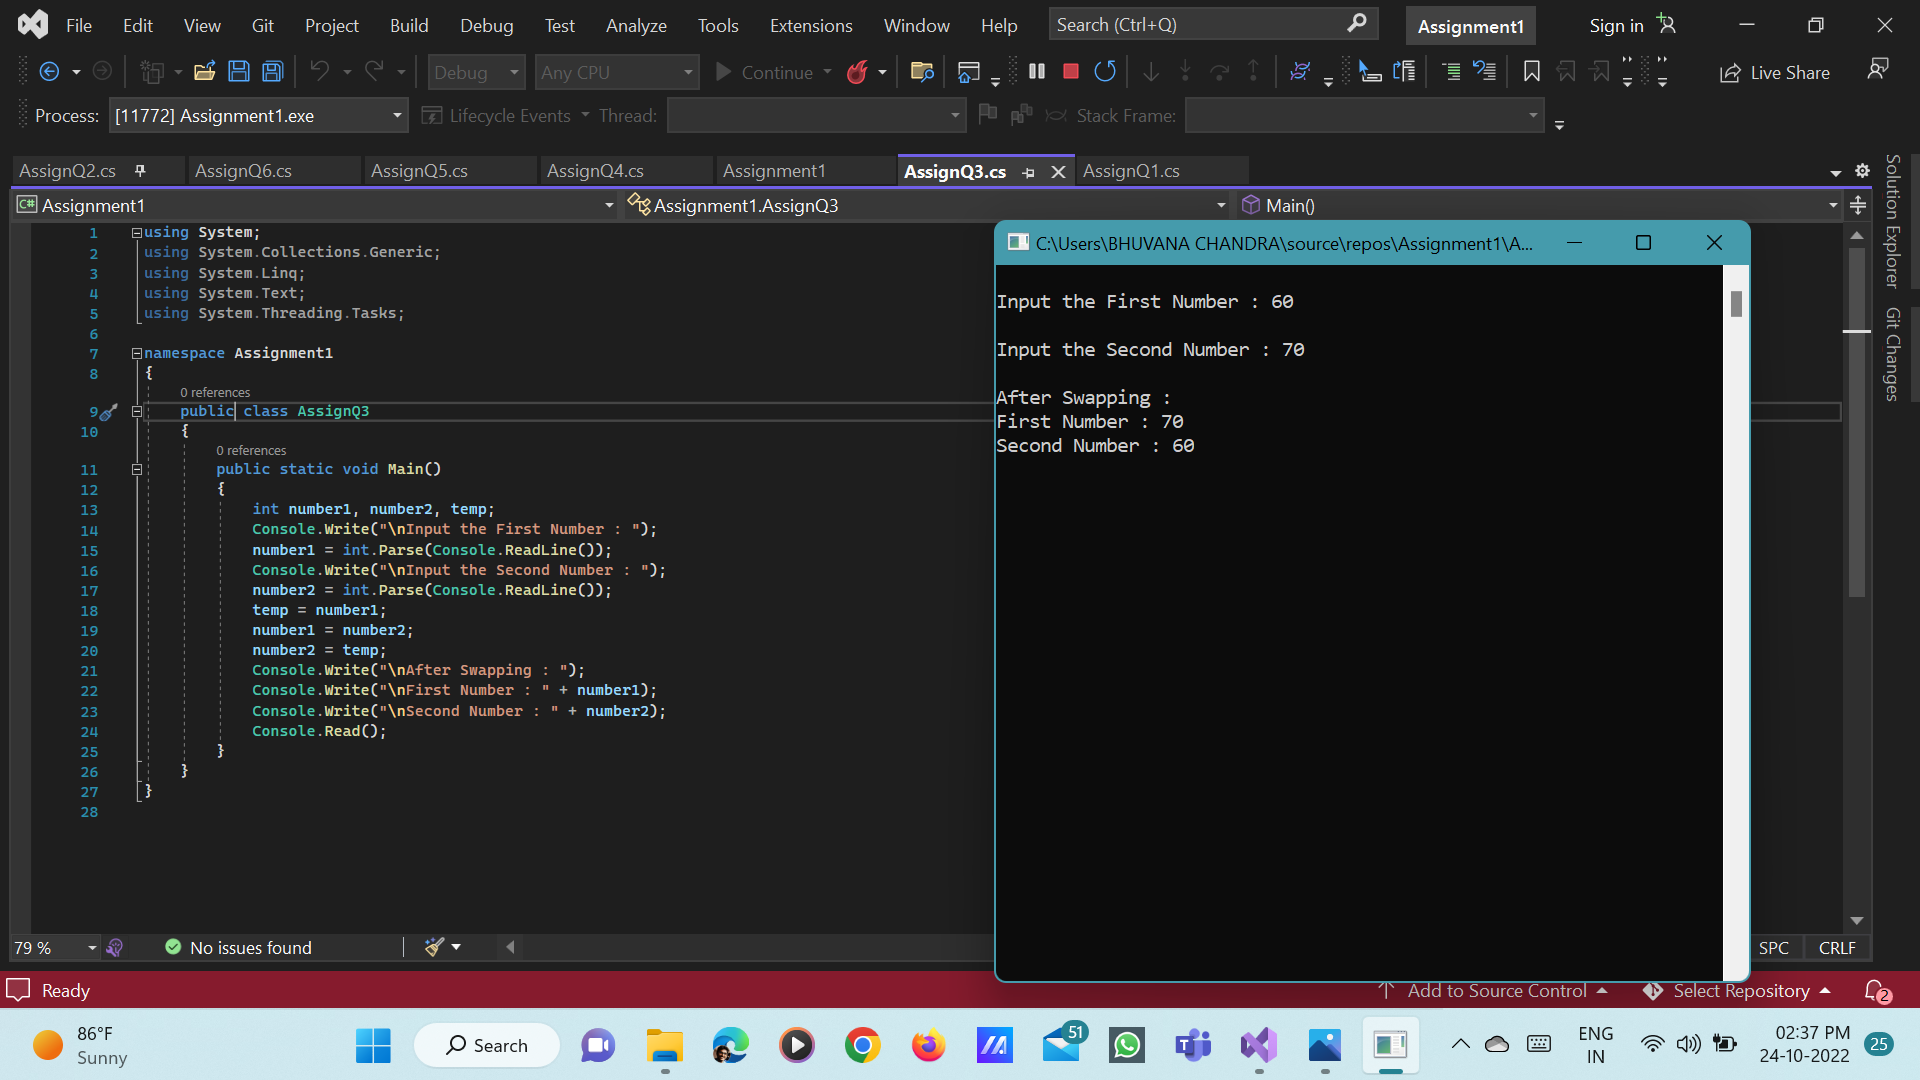 File Edit View Git Project Build Debug Test Analyze Tools Extensions Window Help Search (Ctrl+Q) Assignment1 Sign in
Debug Any CPU Continue Live Share
Process: [11772] Assignment1.exe Lifecycle Events Thread: Stack Frame:
AssignQ2.cs AssignQ6.cs AssignQ5.cs AssignQ4.cs Assignment1 AssignQ3.cs AssignQ1.cs
C# Assignment1 Assignment1.AssignQ3 Main()
Solution Explorer
Git Changes
1 using System;
2 using System.Collections.Generic;
3 using System.Linq;
4 using System.Text;
5 using System.Threading.Tasks;
6
7 namespace Assignment1
8 {
0 references
9 public class AssignQ3
10 {
0 references
11 public static void Main()
12 {
13 int number1, number2, temp;
14 Console.Write("\nInput the First Number : ");
15 number1 = int.Parse(Console.ReadLine());
16 Console.Write("\nInput the Second Number : ");
17 number2 = int.Parse(Console.ReadLine());
18 temp = number1;
19 number1 = number2;
20 number2 = temp;
21 Console.Write("\nAfter Swapping : ");
22 Console.Write("\nFirst Number : " + number1);
23 Console.Write("\nSecond Number : " + number2);
24 Console.Read();
25 }
26 }
27 }
28
C:\Users\BHUVANA CHANDRA\source\repos\Assignment1\A...
Input the First Number : 60
Input the Second Number : 70
After Swapping :
First Number : 70
Second Number : 60
79 % No issues found SPC CRLF
Ready Add to Source Control Select Repository 2
86°F
Sunny
Search
51
ENG
IN
02:37 PM
24-10-2022
25